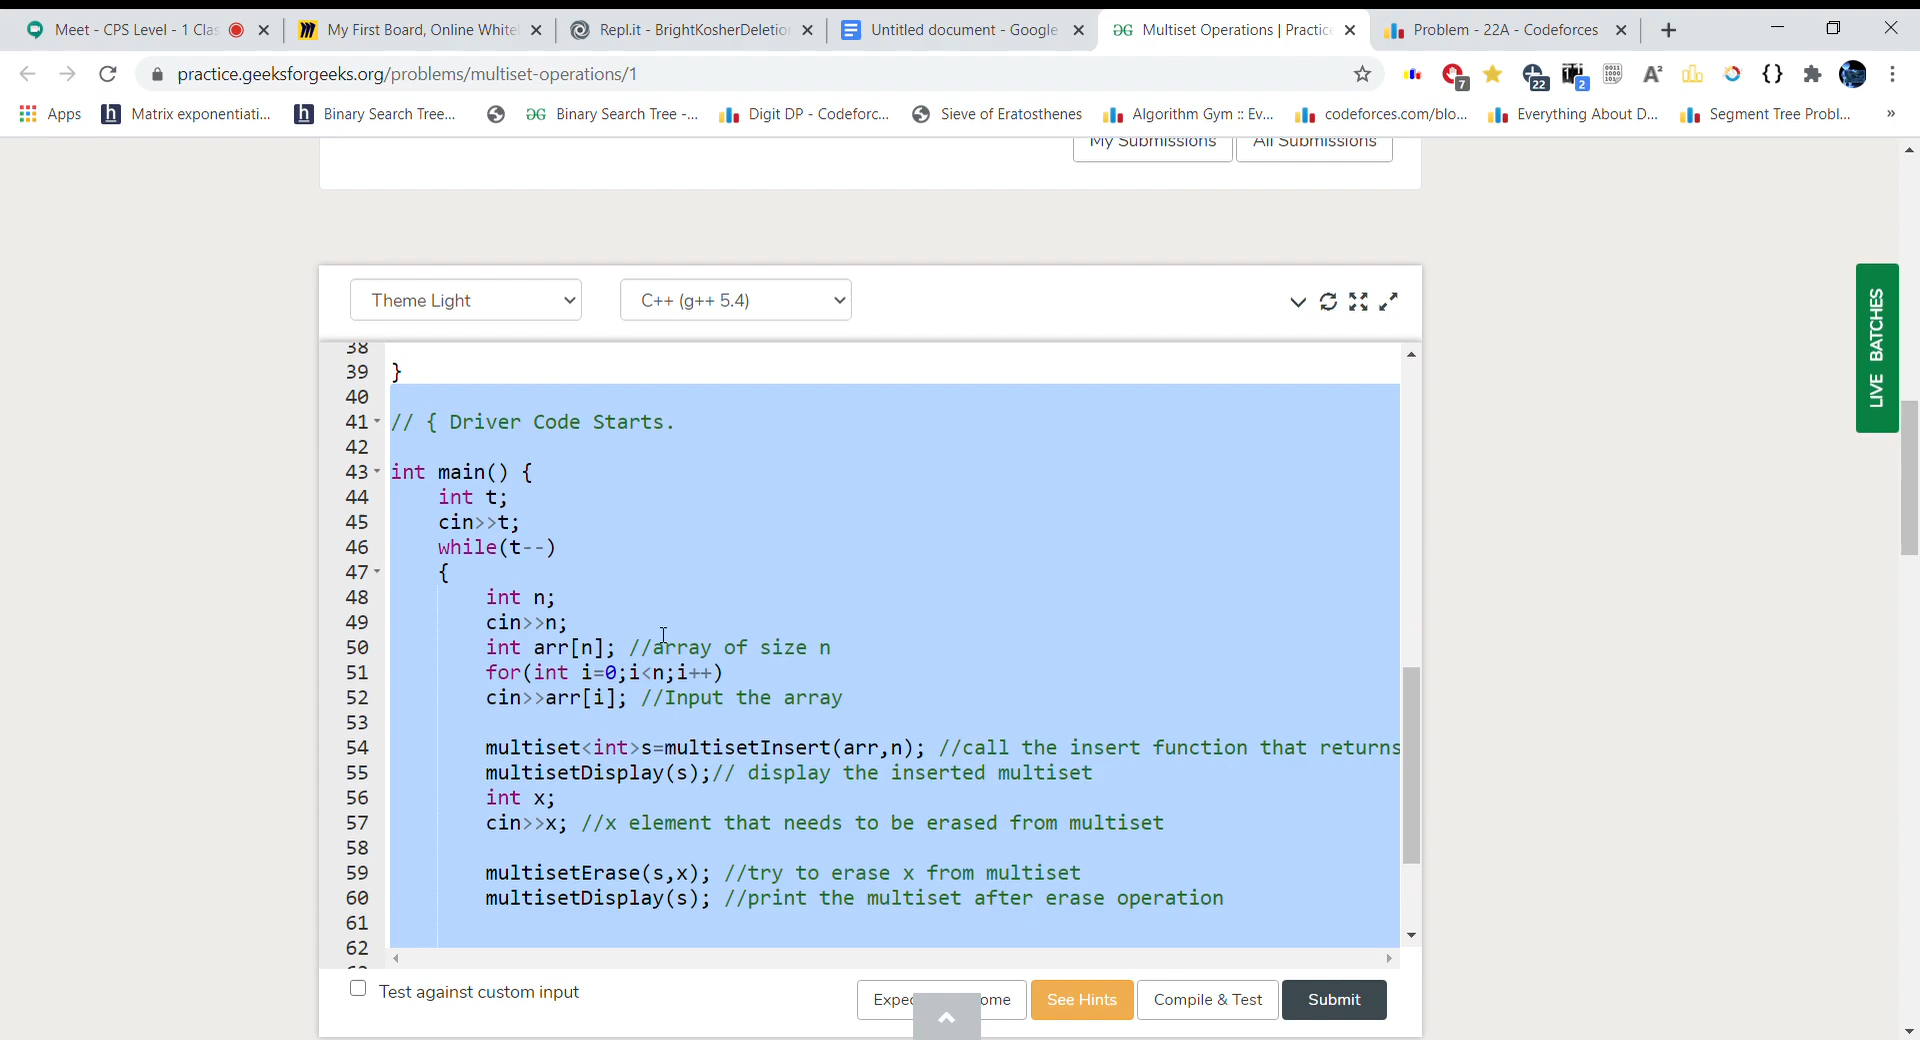 Meet - CPS Level - 1 Clas
My First Board, Online White
Repl.it - BrightKosherDeletio
Untitled document - Google
Multiset Operations | Practic
Problem - 22A - Codeforces
practice.geeksforgeeks.org/problems/multiset-operations/1
7
22
2
Apps
Matrix exponentiati...
Binary Search Tree...
Binary Search Tree -...
Digit DP - Codeforc...
Sieve of Eratosthenes
Algorithm Gym :: Ev...
codeforces.com/blo...
Everything About D...
Segment Tree Probl...
»
My Submissions
All Submissions
LIVE BATCHES
Theme Light
C++ (g++ 5.4)
38
39 }
40
41 // { Driver Code Starts.
42
43 int main() {
44 int t;
45 cin>>t;
46 while(t--)
47 {
48 int n;
49 cin>>n;
50 int arr[n]; //array of size n
51 for(int i=0;i<n;i++)
52 cin>>arr[i]; //Input the array
53
54 multiset<int>s=multisetInsert(arr,n); //call the insert function that returns
55 multisetDisplay(s);// display the inserted multiset
56 int x;
57 cin>>x; //x element that needs to be erased from multiset
58
59 multisetErase(s,x); //try to erase x from multiset
60 multisetDisplay(s); //print the multiset after erase operation
61
62
Test against custom input
See Hints
Compile & Test
Submit